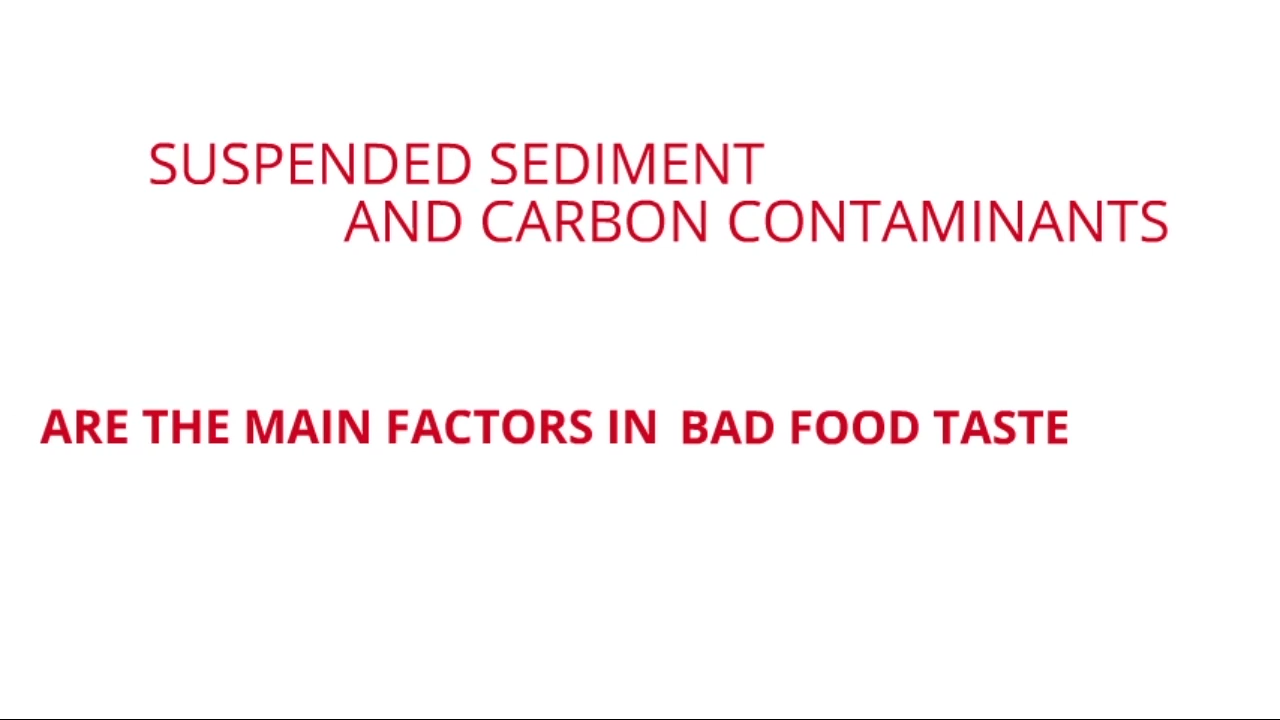 SUSPENDED SEDIMENT
AND CARBON CONTAMINANTS
ARE THE MAIN FACTORS IN BAD FOOD TASTE